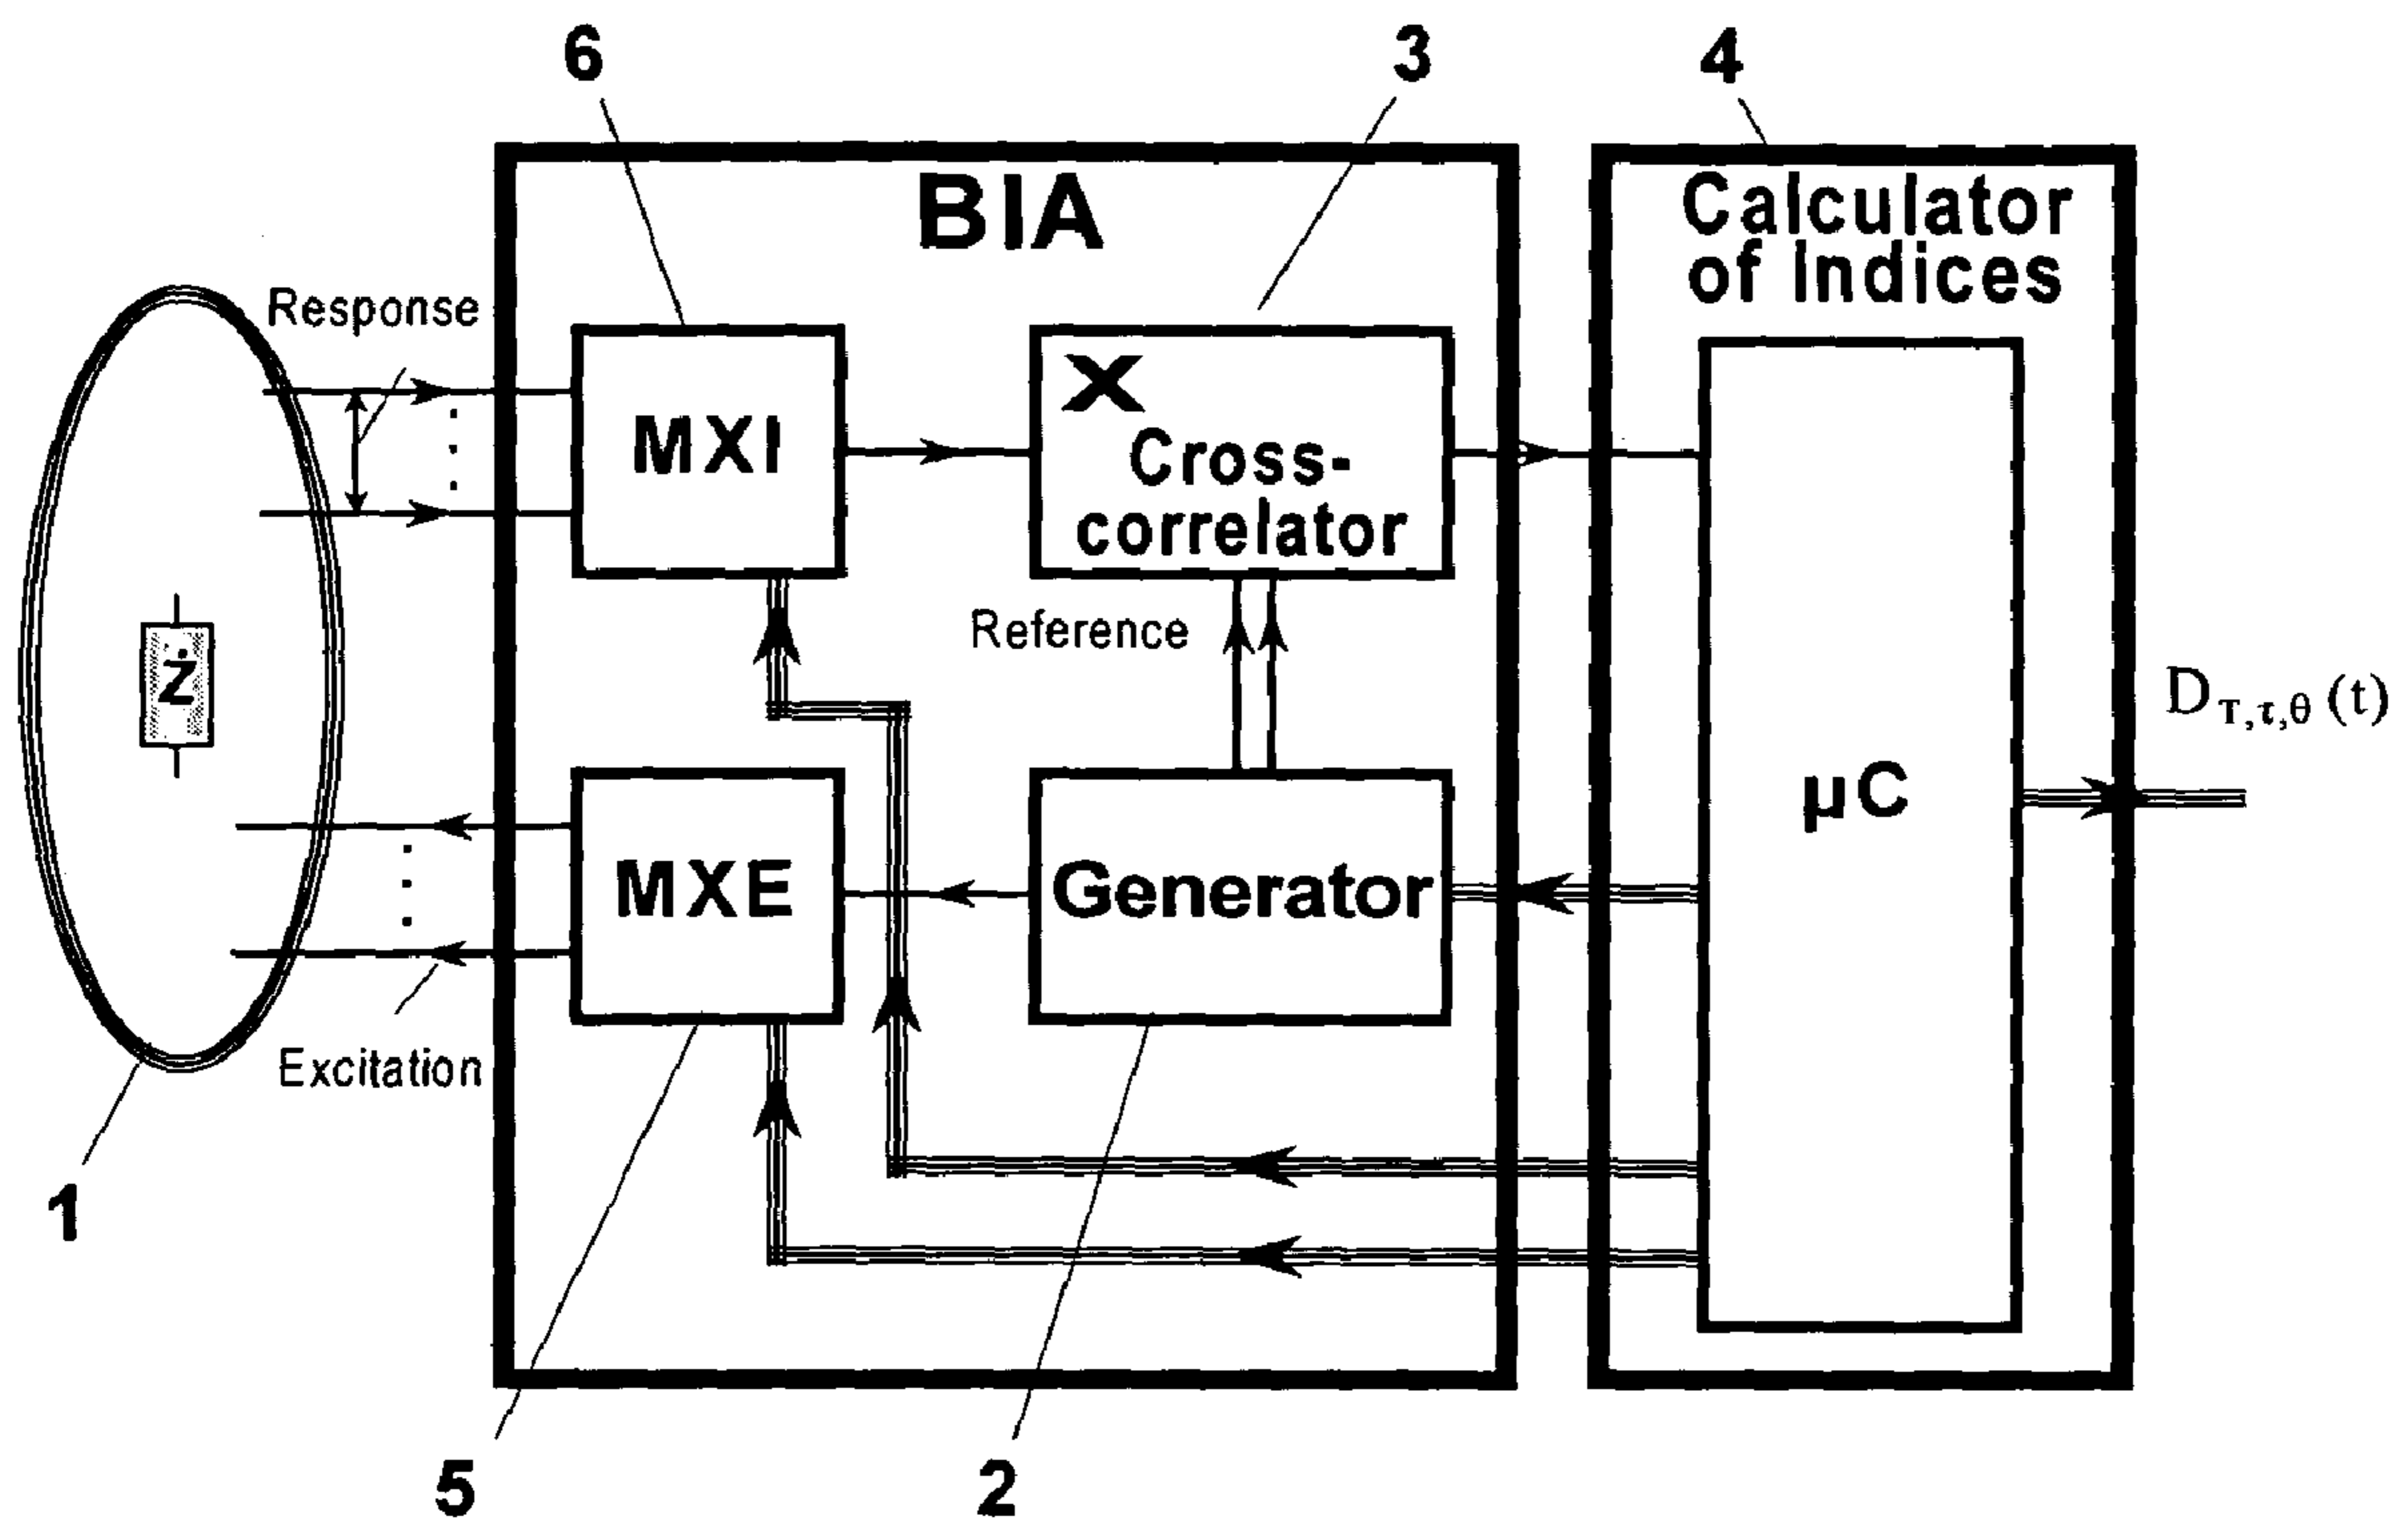 6
3
4
BIA
Calculator
of Indices
Response
MXI
X
Cross-
correlator
Reference
Ż
D T,τ,θ (t)
µC
MXE
Generator
Excitation
1
5
2